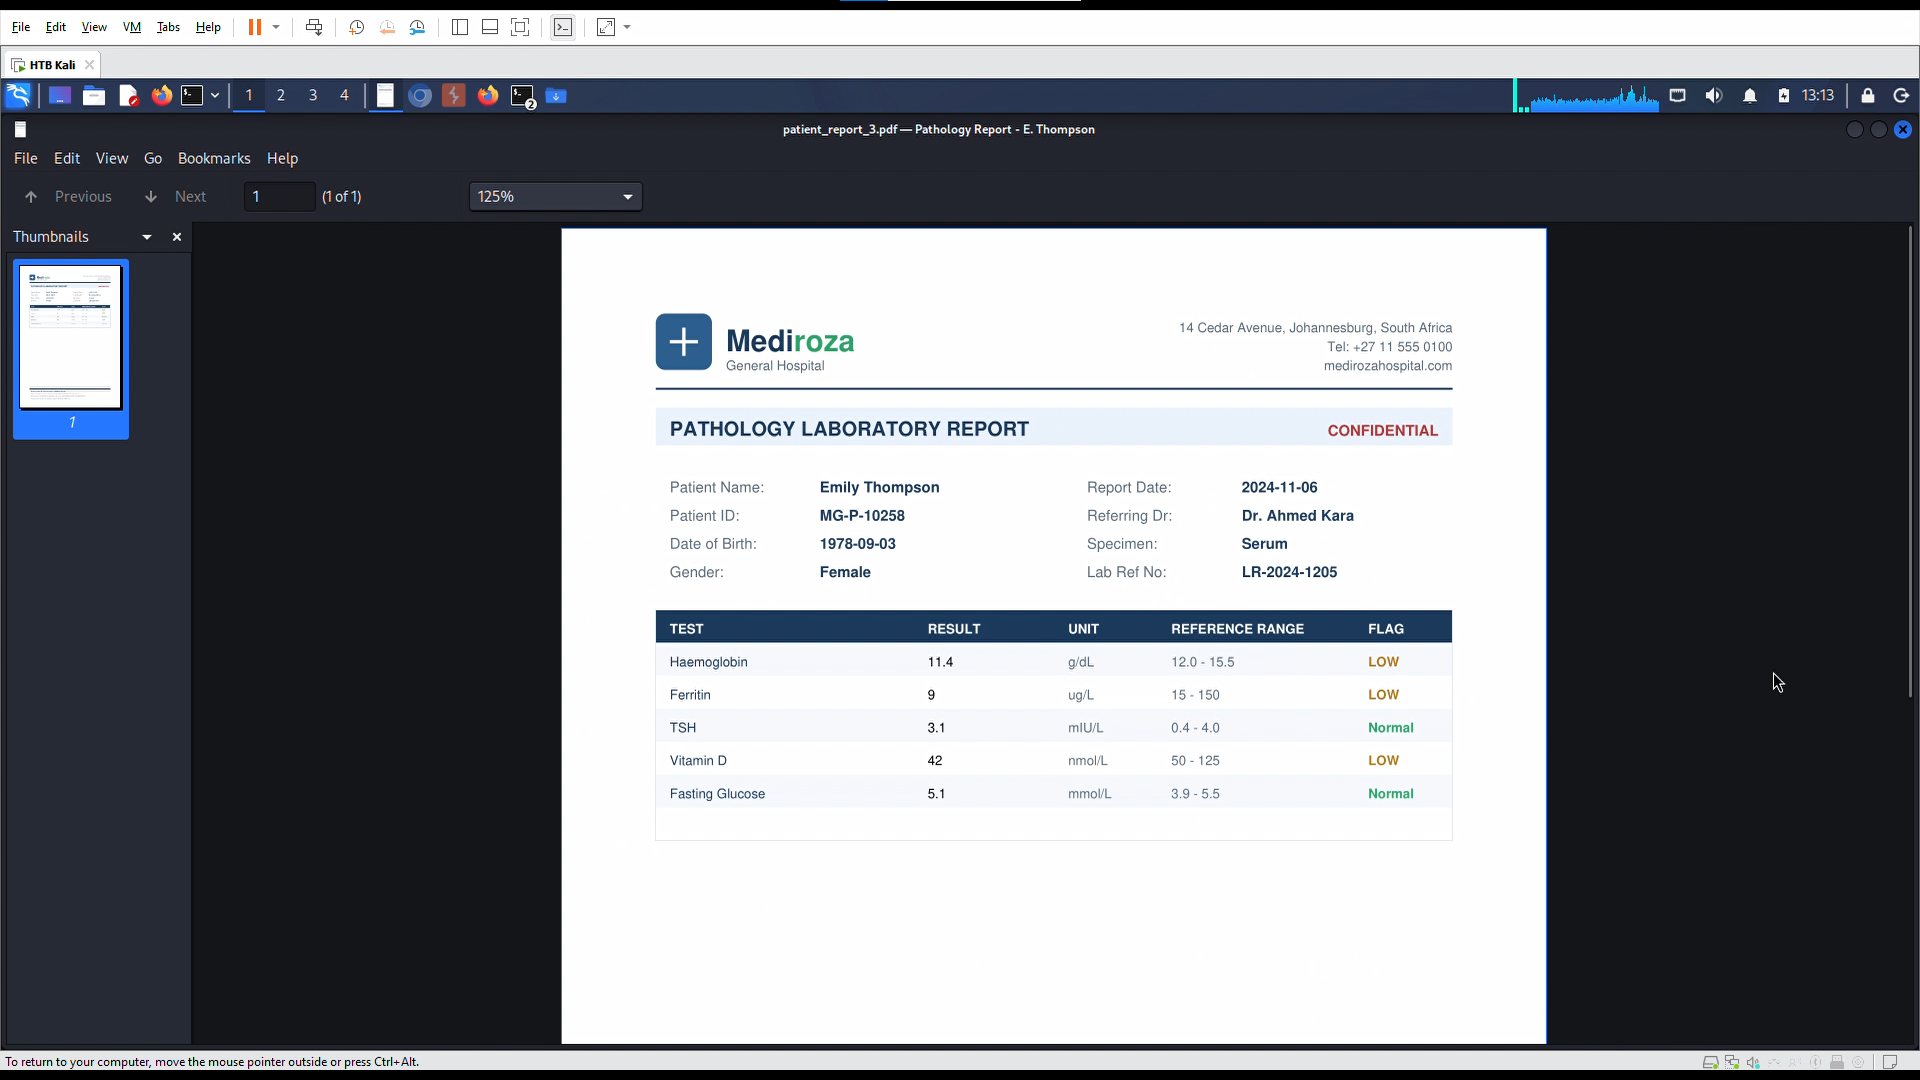 File Edit View VM Tabs Help
HTB Kali
1 2 3 4 2 13:13
patient_report_3.pdf — Pathology Report - E. Thompson
File Edit View Go Bookmarks Help
Previous Next 1 (1 of 1) 125%
Thumbnails
1
Mediroza
General Hospital
14 Cedar Avenue, Johannesburg, South Africa
Tel: +27 11 555 0100
medirozahospital.com
PATHOLOGY LABORATORY REPORT CONFIDENTIAL
Patient Name: Emily Thompson Report Date: 2024-11-06
Patient ID: MG-P-10258 Referring Dr: Dr. Ahmed Kara
Date of Birth: 1978-09-03 Specimen: Serum
Gender: Female Lab Ref No: LR-2024-1205
TEST RESULT UNIT REFERENCE RANGE FLAG
Haemoglobin 11.4 g/dL 12.0 - 15.5 LOW
Ferritin 9 ug/L 15 - 150 LOW
TSH 3.1 mIU/L 0.4 - 4.0 Normal
Vitamin D 42 nmol/L 50 - 125 LOW
Fasting Glucose 5.1 mmol/L 3.9 - 5.5 Normal
To return to your computer, move the mouse pointer outside or press Ctrl+Alt.